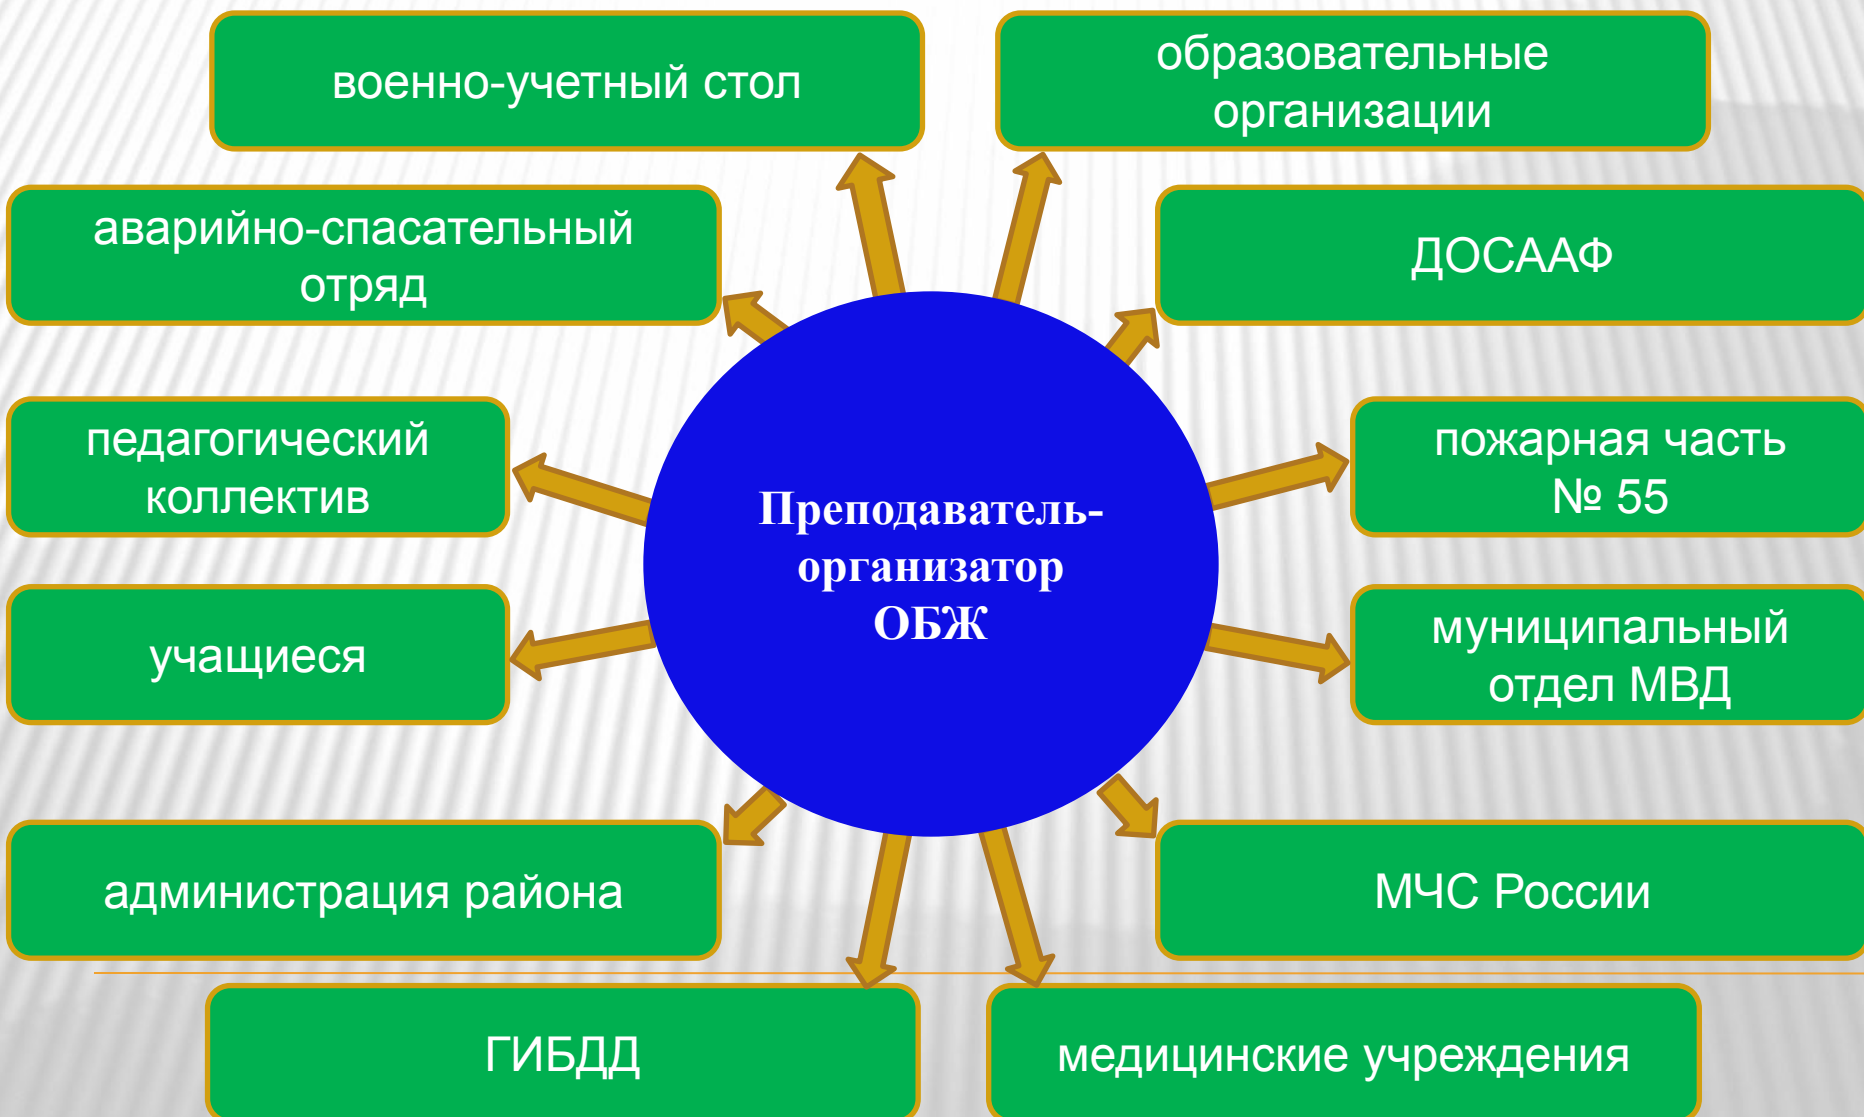 военно-учетный стол
образовательные
организации
аварийно-спасательный
отряд
ДОСААФ
педагогический
коллектив
пожарная часть
№ 55
Преподаватель-
организатор
ОБЖ
учащиеся
муниципальный
отдел МВД
администрация района
МЧС России
ГИБДД
медицинские учреждения